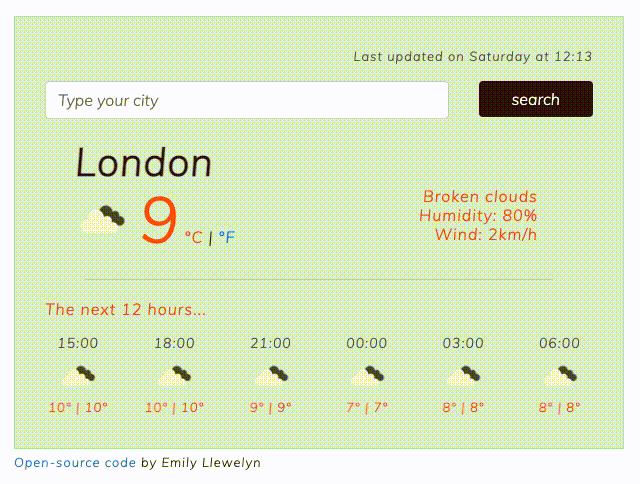 Last updated on Saturday at 12:13
Type your city
search
London
9 °C | °F
Broken clouds
Humidity: 80%
Wind: 2km/h
The next 12 hours...
15:00 18:00 21:00 00:00 03:00 06:00
10° | 10° 10° | 10° 9° | 9° 7° | 7° 8° | 8° 8° | 8°
Open-source code by Emily Llewelyn